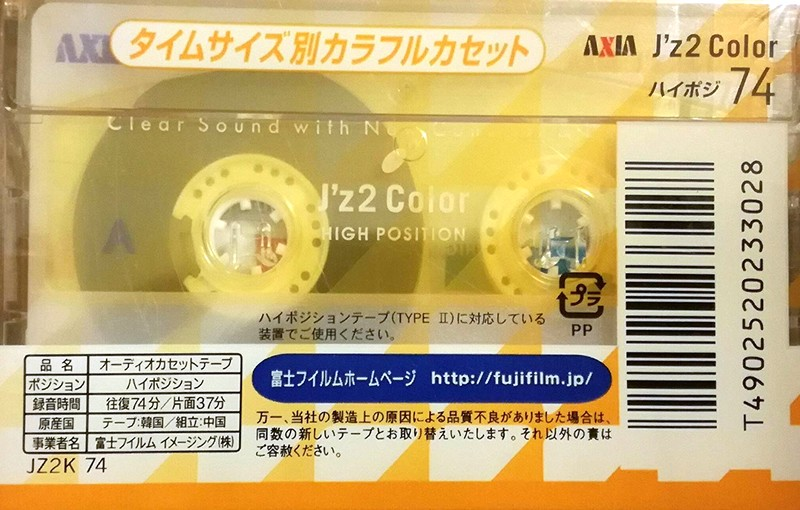 AXIA
タイムサイズ別カラフルカセット
AXIA J'z2 Color
ハイポジ 74
Clear Sound with N
J'z2 Color
HIGH POSITION
A
プラ
PP
ハイポジションテープ(TYPE Ⅱ)に対応している
装置でご使用ください。
品名 オーディオカセットテープ
ポジション ハイポジション
録音時間 往復74分/片面37分
原産国 テープ:韓国/組立:中国
事業者名 富士フイルム イメージング(株)
JZ2K 74
富士フイルムホームページ http://fujifilm.jp/
万一、当社の製造上の原因による品質不良がありました場合は、
同数の新しいテープとお取り替えいたします。それ以外の責は
ご容赦ください。
T4902520233028